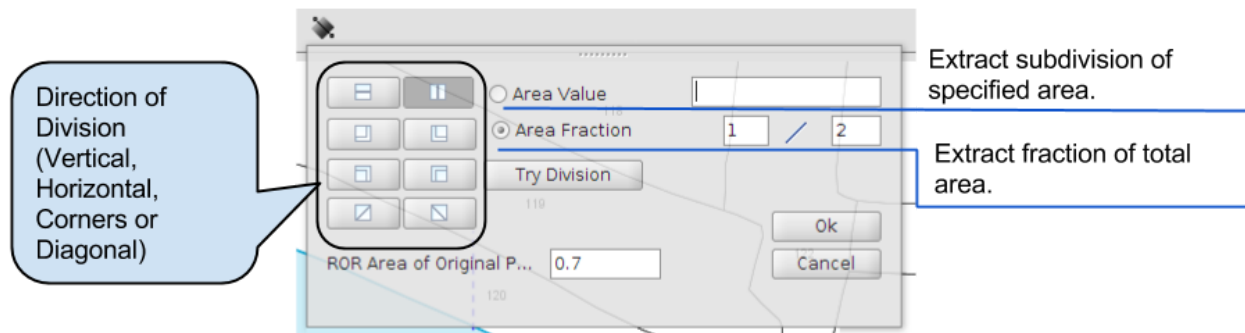 Direction of
Division
(Vertical,
Horizontal,
Corners or
Diagonal)
Area Value
118
Area Fraction
1 / 2
Try Division
119
Ok
ROR Area of Original P... 0.7
Cancel
120
Extract subdivision of
specified area.
Extract fraction of total
area.